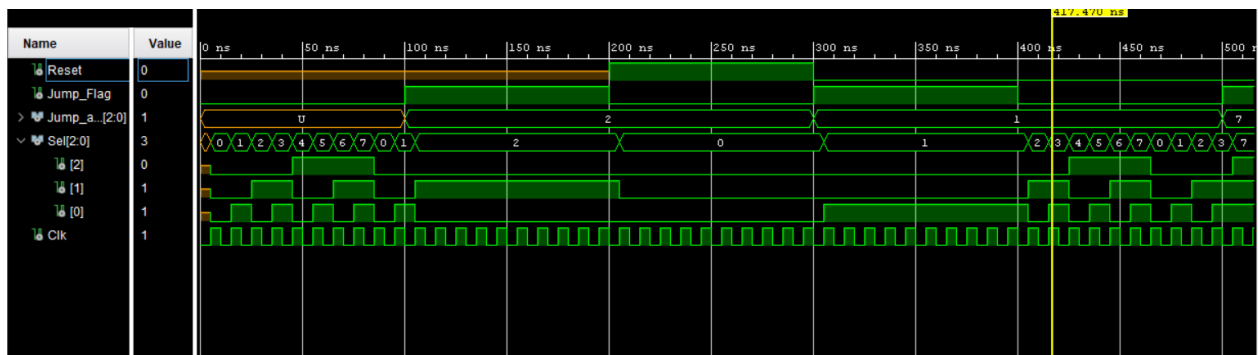 417.470 ns
Name Value 0 ns 50 ns 100 ns 150 ns 200 ns 250 ns 300 ns 350 ns 400 ns 450 ns 500 n
Reset 0
Jump_Flag 0
Jump_a...[2:0] 1 U 2 1 7
Sel[2:0] 3 0 1 2 3 4 5 6 7 0 1 2 0 1 2 3 4 5 6 7 0 1 2 3 7
[2] 0
[1] 1
[0] 1
Clk 1